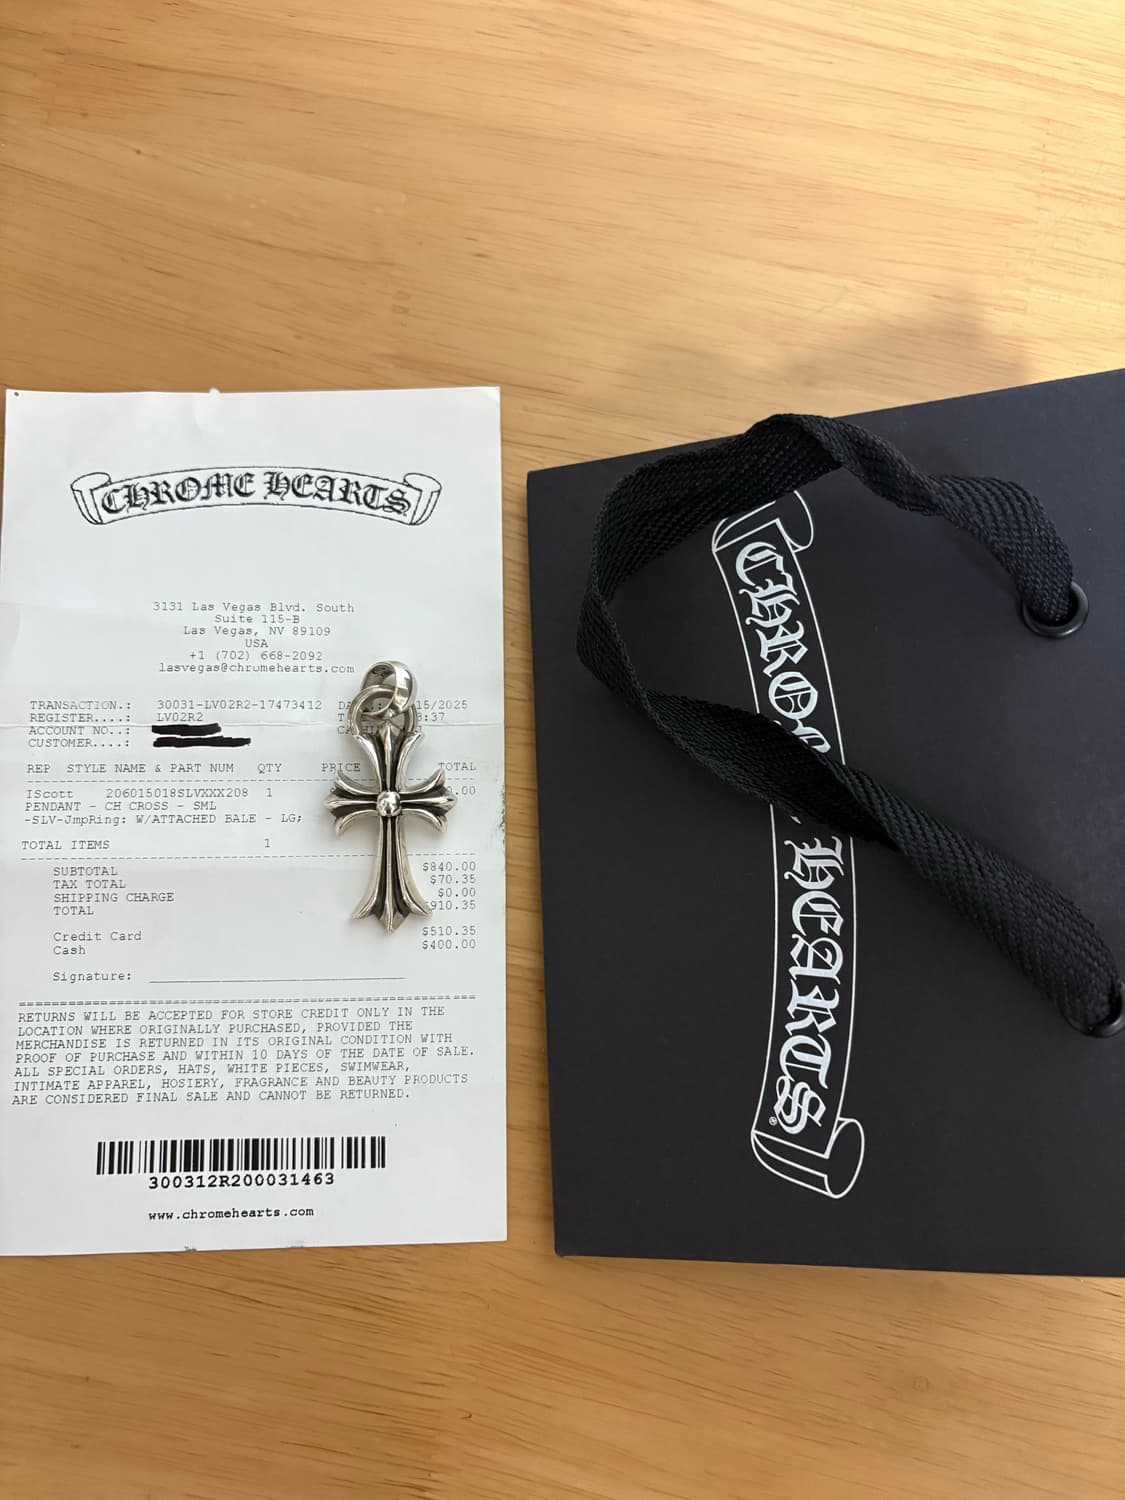 CHROME HEARTS
3131 Las Vegas Blvd. South
Suite 115-B
Las Vegas, NV 89109
USA
+1 (702) 668-2092
lasvegas@chromehearts.com
TRANSACTION.: 30031-LV02R2-17473412 15/2025
REGISTER....: LV02R2 :37
ACCOUNT NO..:
CUSTOMER....:
REP STYLE NAME & PART NUM QTY PRICE TOTAL
IScott 206015018SLVXXX208 1 .00
PENDANT - CH CROSS - SML
-SLV-JmpRing: W/ATTACHED BALE - LG;
TOTAL ITEMS 1
SUBTOTAL $840.00
TAX TOTAL $70.35
SHIPPING CHARGE $0.00
TOTAL 910.35
Credit Card $510.35
Cash $400.00
Signature:
RETURNS WILL BE ACCEPTED FOR STORE CREDIT ONLY IN THE
LOCATION WHERE ORIGINALLY PURCHASED, PROVIDED THE
MERCHANDISE IS RETURNED IN ITS ORIGINAL CONDITION WITH
PROOF OF PURCHASE AND WITHIN 10 DAYS OF THE DATE OF SALE.
ALL SPECIAL ORDERS, HATS, WHITE PIECES, SWIMWEAR,
INTIMATE APPAREL, HOSIERY, FRAGRANCE AND BEAUTY PRODUCTS
ARE CONSIDERED FINAL SALE AND CANNOT BE RETURNED.
300312R200031463
www.chromehearts.com
CHROME HEARTS®